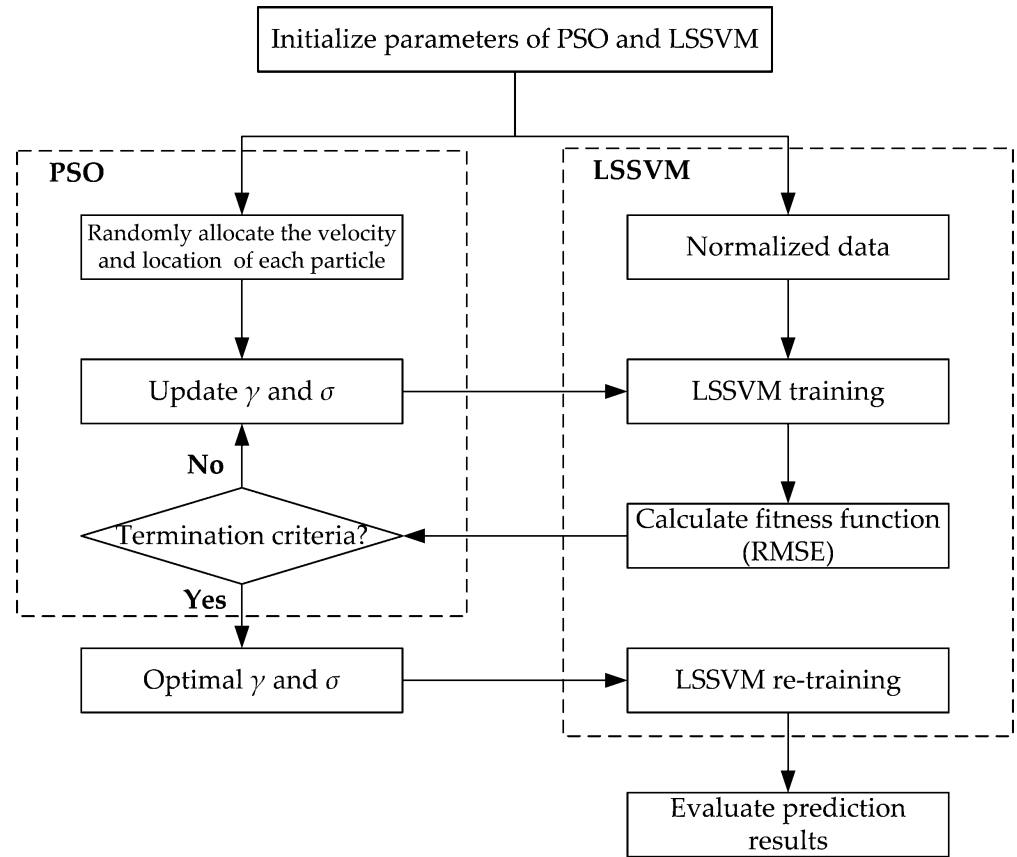 Initialize parameters of PSO and LSSVM
PSO
Randomly allocate the velocity
and location of each particle
Update γ and σ
No
Termination criteria?
Yes
Optimal γ and σ
LSSVM
Normalized data
LSSVM training
Calculate fitness function
(RMSE)
LSSVM re-training
Evaluate prediction
results